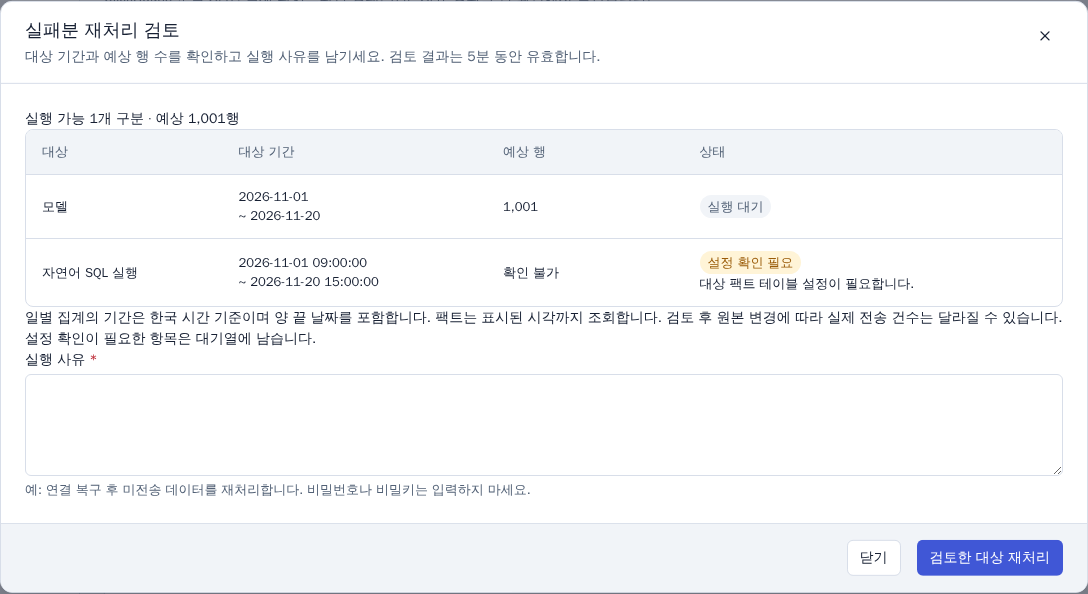 실패분 재처리 검토
대상 기간과 예상 행 수를 확인하고 실행 사유를 남기세요. 검토 결과는 5분 동안 유효합니다.
실행 가능 1개 구분 · 예상 1,001행
대상 대상 기간 예상 행 상태
모델 2026-11-01 ~ 2026-11-20 1,001 실행 대기
자연어 SQL 실행 2026-11-01 09:00:00 ~ 2026-11-20 15:00:00 확인 불가 설정 확인 필요 대상 팩트 테이블 설정이 필요합니다.
일별 집계의 기간은 한국 시간 기준이며 양 끝 날짜를 포함합니다. 팩트는 표시된 시각까지 조회합니다. 검토 후 원본 변경에 따라 실제 전송 건수는 달라질 수 있습니다.
설정 확인이 필요한 항목은 대기열에 남습니다.
실행 사유 *
예: 연결 복구 후 미전송 데이터를 재처리합니다. 비밀번호나 비밀키는 입력하지 마세요.
닫기 검토한 대상 재처리